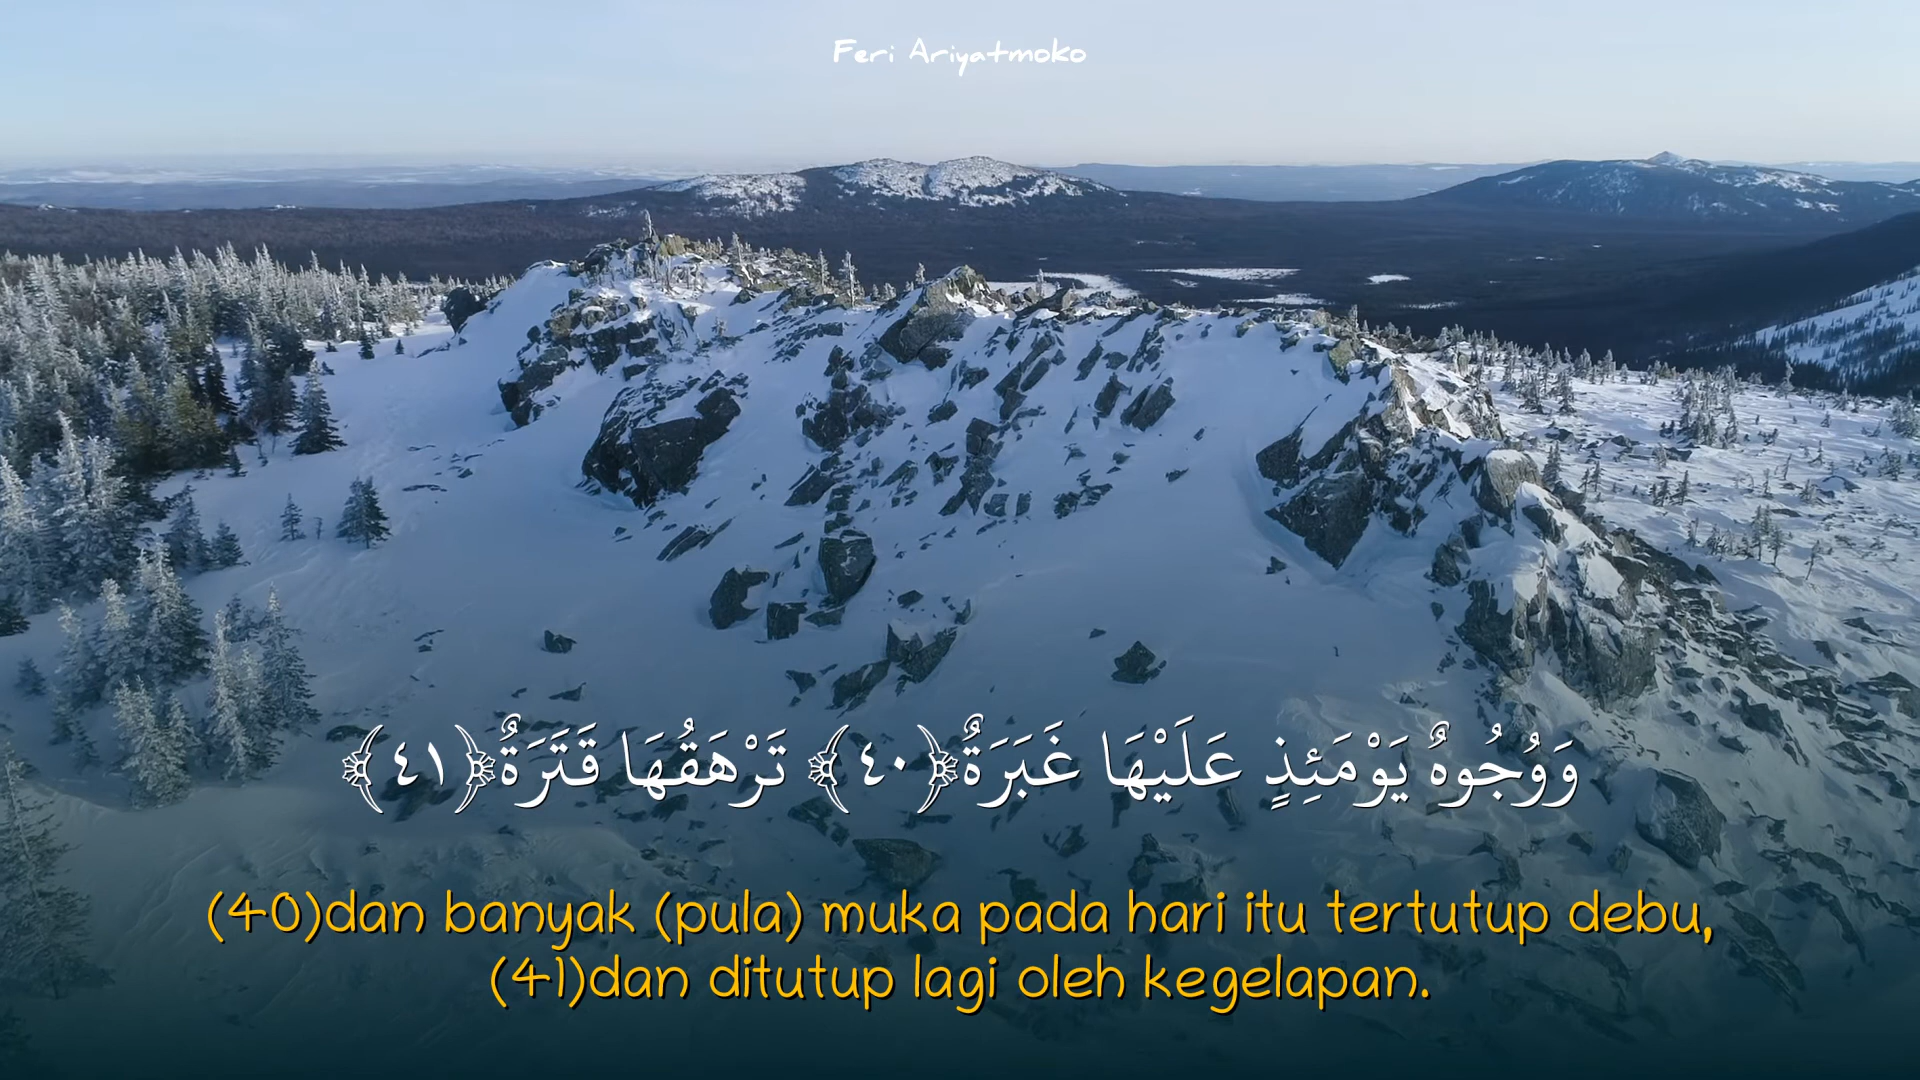 Feri Ariyatmoko
وَوُجُوهٌ يَوْمَئِذٍ عَلَيْهَا غَبَرَةٌ﴿٤٠﴾ تَرْهَقُهَا قَتَرَةٌ﴿٤١﴾
(40)dan banyak (pula) muka pada hari itu tertutup debu,
(41)dan ditutup lagi oleh kegelapan.